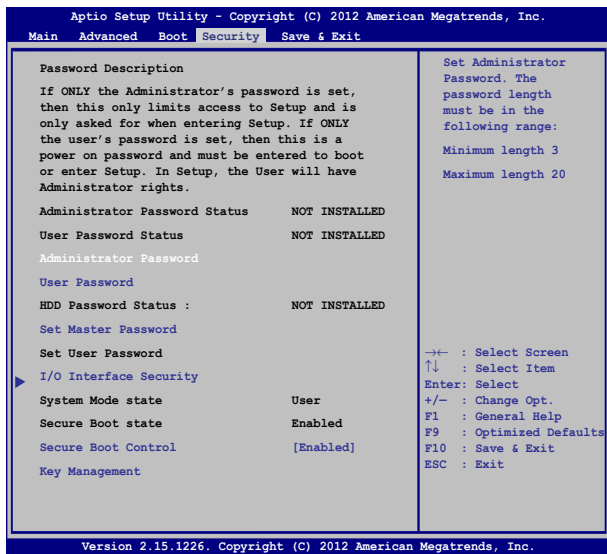 Aptio Setup Utility - Copyright (C) 2012 American Megatrends, Inc.
Main Advanced Boot Security Save & Exit
Password Description
If ONLY the Administrator's password is set,
then this only limits access to Setup and is
only asked for when entering Setup. If ONLY
the user's password is set, then this is a
power on password and must be entered to boot
or enter Setup. In Setup, the User will have
Administrator rights.
Administrator Password Status NOT INSTALLED
User Password Status NOT INSTALLED
Administrator Password
User Password
HDD Password Status : NOT INSTALLED
Set Master Password
Set User Password
I/O Interface Security
System Mode state User
Secure Boot state Enabled
Secure Boot Control [Enabled]
Key Management
Set Administrator
Password. The
password length
must be in the
following range:
Minimum length 3
Maximum length 20
→← : Select Screen
↑↓ : Select Item
Enter: Select
+/— : Change Opt.
F1 : General Help
F9 : Optimized Defaults
F10 : Save & Exit
ESC : Exit
Version 2.15.1226. Copyright (C) 2012 American Megatrends, Inc.